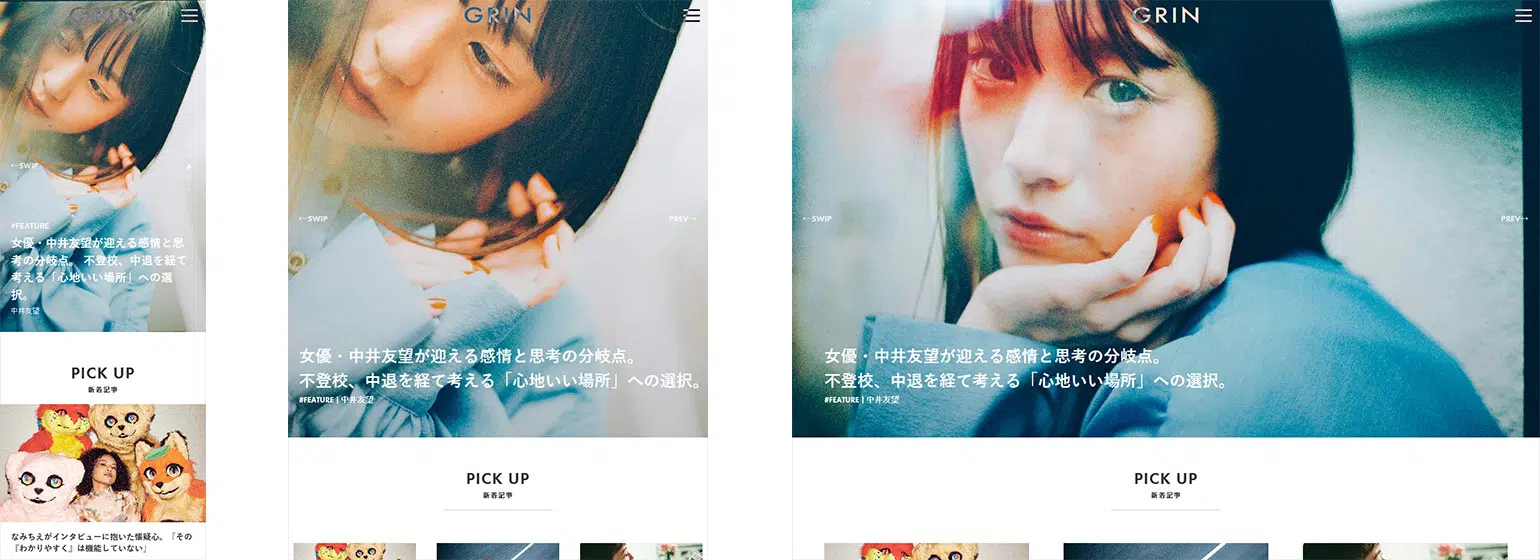 GRIN
←SWIP
#FEATURE
女優・中井友望が迎える感情と思
考の分岐点。 不登校、中退を経て
考える「心地いい場所」への選
択。
中井友望
PICK UP
新着記事
なみちえがインタビューに抱いた懐疑心。「その
『わかりやすく』は機能していない」
GRIN
←SWIP
PREV→
女優・中井友望が迎える感情と思考の分岐点。
不登校、中退を経て考える「心地いい場所」への選択。
#FEATURE | 中井友望
PICK UP
新着記事
GRIN
←SWIP
PREV→
女優・中井友望が迎える感情と思考の分岐点。
不登校、中退を経て考える「心地いい場所」への選択。
#FEATURE | 中井友望
PICK UP
新着記事